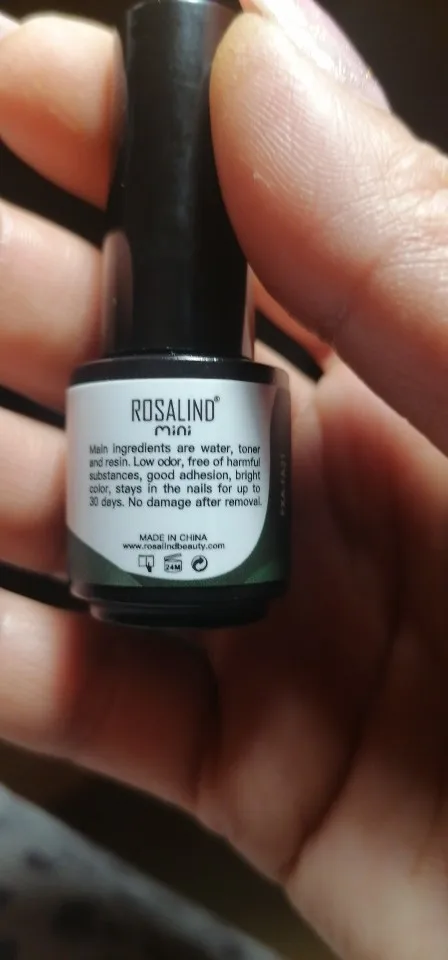 ROSALIND®
mini
Main ingredients are water, toner
and resin. Low odor, free of harmful
substances, good adhesion, bright
color, stays in the nails for up to
30 days. No damage after removal.
MADE IN CHINA
www.rosalindbeauty.com
24M